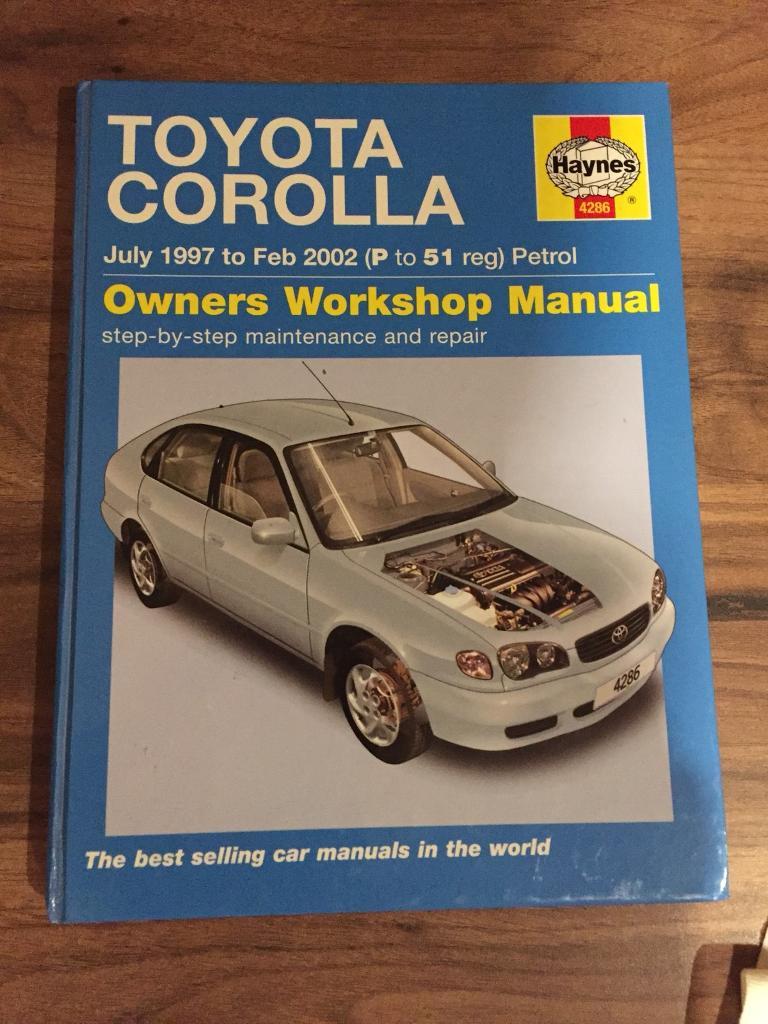 TOYOTA
COROLLA
Haynes
4286
®
July 1997 to Feb 2002 (P to 51 reg) Petrol
Owners Workshop Manual
step-by-step maintenance and repair
4286
The best selling car manuals in the world